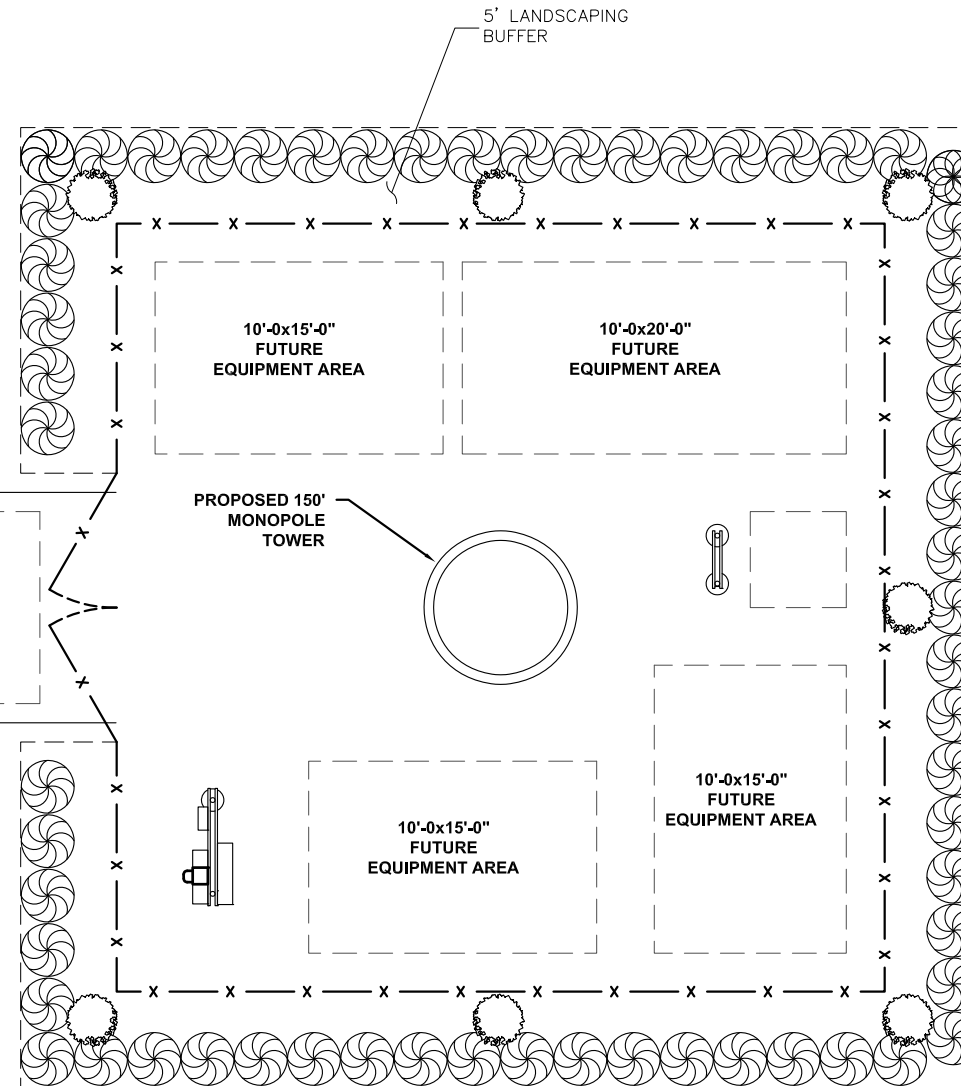 5' LANDSCAPING
BUFFER
10'-0x15'-0"
FUTURE
EQUIPMENT AREA
10'-0x20'-0"
FUTURE
EQUIPMENT AREA
PROPOSED 150'
MONOPOLE
TOWER
10'-0x15'-0"
FUTURE
EQUIPMENT AREA
10'-0x15'-0"
FUTURE
EQUIPMENT AREA